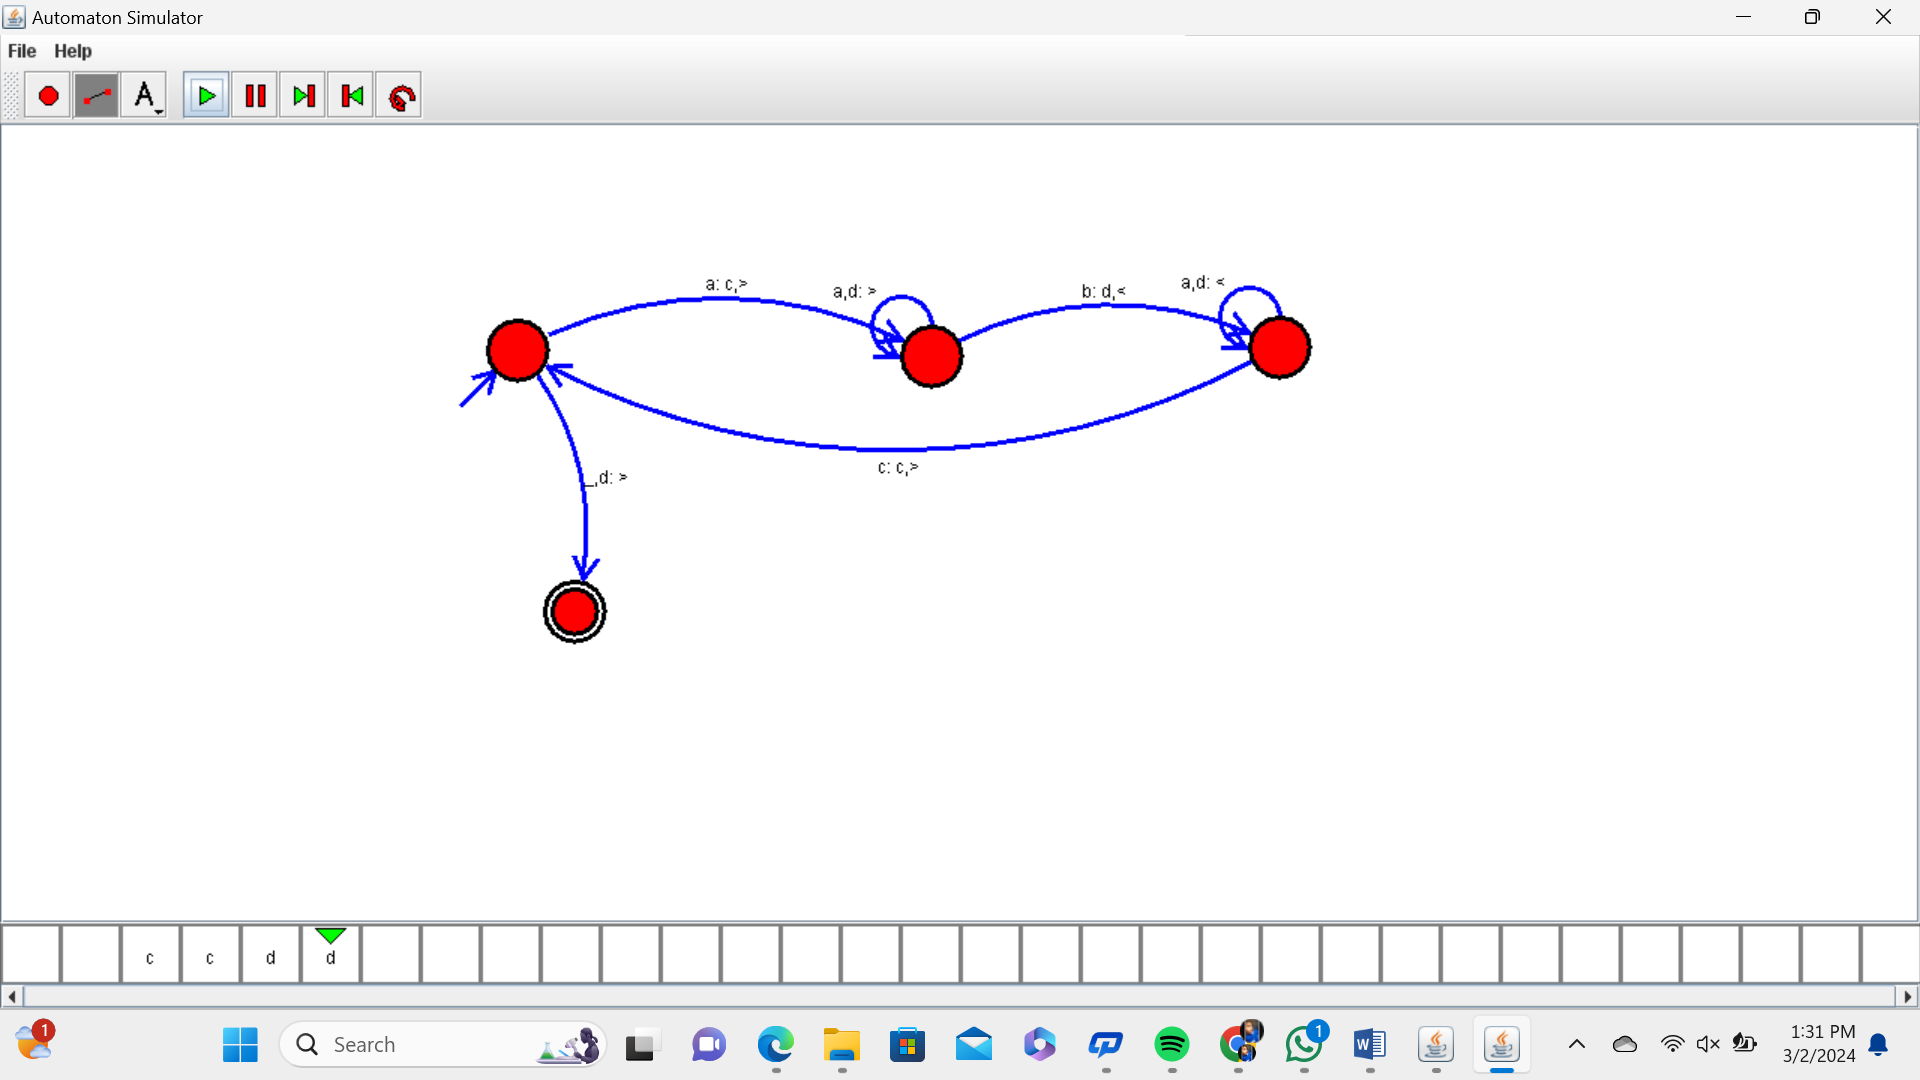 Automaton Simulator
File Help
A
a: c,>
a,d: >
b: d,<
a,d: <
c: c,>
_,d: >
c c d d
1
Search
1
1:31 PM
3/2/2024